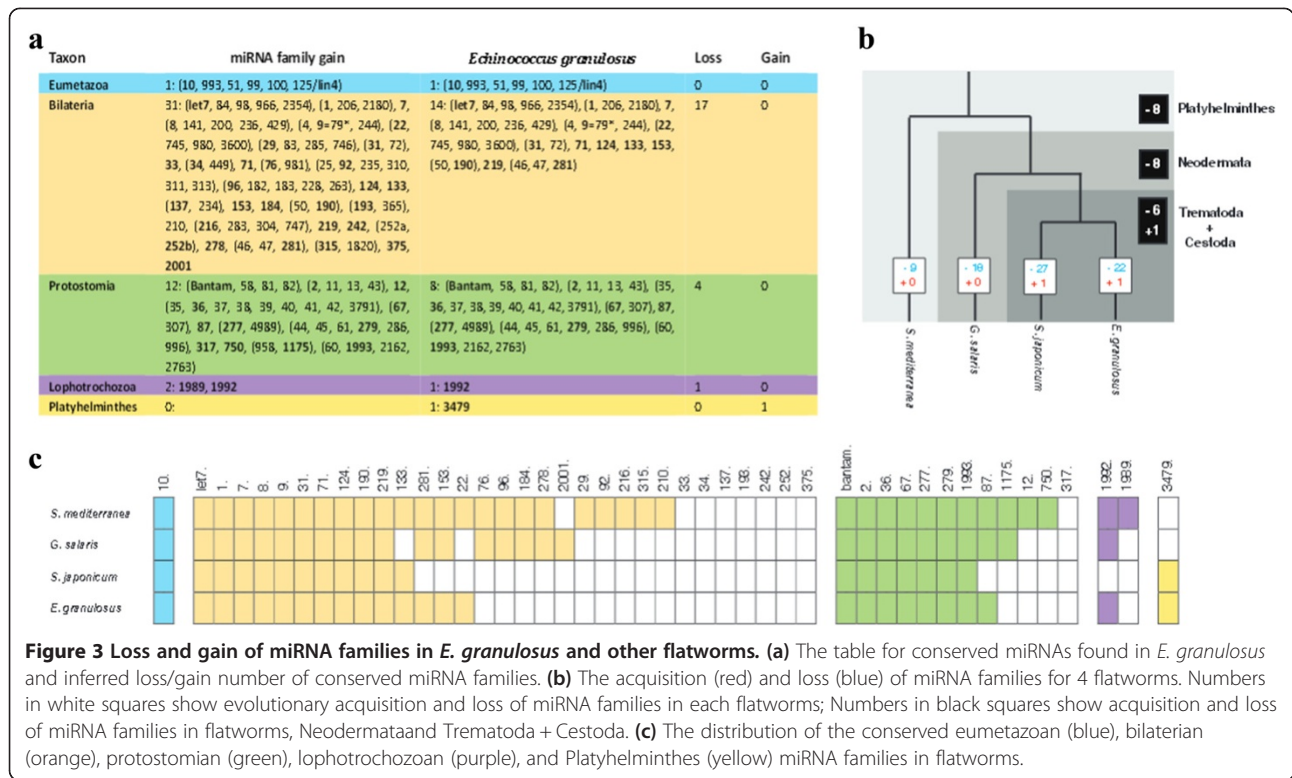 a
Taxon miRNA family gain Echinococcus granulosus Loss Gain
Eumetazoa 1: (10, 993, 51, 99, 100, 125/lin4) 1: (10, 993, 51, 99, 100, 125/lin4) 0 0
Bilateria 31: (let7, 84, 98, 966, 2354), (1, 206, 2180), 7, 14: (let7, 84, 98, 966, 2354), (1, 206, 2180), 7, 17 0
(8, 141, 200, 236, 429), (4, 9=79*, 244), (22, (8, 141, 200, 236, 429), (4, 9=79*, 244), (22,
745, 980, 3600), (29, 83, 285, 746), (31, 72), 745, 980, 3600), (31, 72), 71, 124, 133, 153,
33, (34, 449), 71, (76, 981), (25, 92, 235, 310, (50, 190), 219, (46, 47, 281)
311, 313), (96, 182, 183, 228, 263), 124, 133,
(137, 234), 153, 184, (50, 190), (193, 365),
210, (216, 283, 304, 747), 219, 242, (252a,
252b), 278, (46, 47, 281), (315, 1820), 375,
2001
Protostomia 12: (Bantam, 58, 81, 82), (2, 11, 13, 43), 12, 8: (Bantam, 58, 81, 82), (2, 11, 13, 43), (35, 4 0
(35, 36, 37, 38, 39, 40, 41, 42, 3791), (67, 36, 37, 38, 39, 40, 41, 42, 3791), (67, 307), 87,
307), 87, (277, 4989), (44, 45, 61, 279, 286, (277, 4989), (44, 45, 61, 279, 286, 996), (60,
996), 317, 750, (958, 1175), (60, 1993, 2162, 1993, 2162, 2763)
2763)
Lophotrochozoa 2: 1989, 1992 1: 1992 1 0
Platyhelminthes 0: 1: 3479 0 1
b
-8 Platyhelminthes
-8 Neodermata
-6 +1 Trematoda + Cestoda
-9 -18 -27 -22
+0 +0 +1 +1
S. mediterranea G. salaris S. japonicum E. granulosus
c
10. let7. 1. 7. 8. 9. 31. 71. 124. 190. 219. 133. 281. 153. 22. 76. 96. 184. 278. 2001. 29. 92. 216. 315. 210. 33. 34. 137. 193. 242. 252. 375. bantam. 2. 36. 67. 277. 279. 1993. 87. 1175. 12. 750. 317. 1992. 1989. 3479.
S. mediterranea
G. salaris
S. japonicum
E. granulosus
Figure 3 Loss and gain of miRNA families in E. granulosus and other flatworms. (a) The table for conserved miRNAs found in E. granulosus
and inferred loss/gain number of conserved miRNA families. (b) The acquisition (red) and loss (blue) of miRNA families for 4 flatworms. Numbers
in white squares show evolutionary acquisition and loss of miRNA families in each flatworms; Numbers in black squares show acquisition and loss
of miRNA families in flatworms, Neodermataand Trematoda + Cestoda. (c) The distribution of the conserved eumetazoan (blue), bilaterian
(orange), protostomian (green), lophotrochozoan (purple), and Platyhelminthes (yellow) miRNA families in flatworms.